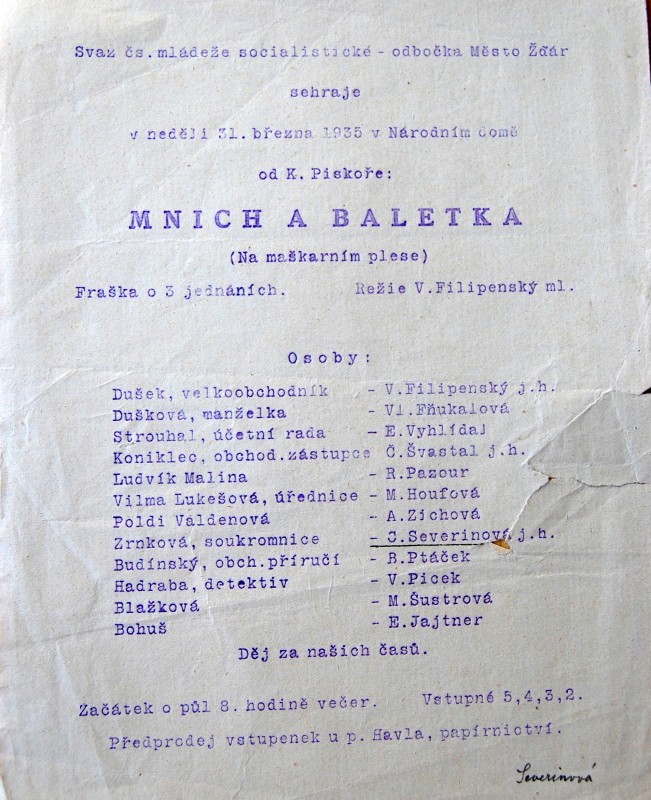 Svaz čs. mládeže socialistické - odbočka Město Žďár
sehraje
v neděli 31. března 1935 v Národním domě
od K. Piskoře:
MNICH A BALETKA
(Na maškarním plese)
Fraška o 3 jednáních. Režie V. Filipenský ml.
Osoby:
Dušek, velkoobchodník - V. Filipenský j.h.
Dušková, manželka - Vl. Fňukalová
Strouhal, účetní rada - E. Vyhlídal
Koniklec, obchod. zástupce Č. Švastal j.h.
Ludvík Malina - R. Pazour
Vilma Lukešová, úřednice - M. Houfová
Poldi Valdenová - A. Zichová
Zrnková, soukromnice - J. Severinová j.h.
Budínský, obch. příručí - B. Ptáček
Hadraba, detektiv - V. Picek
Blažková - M. Šustrová
Bohuš - E. Jajtner
Děj za našich časů.
Začátek o půl 8. hodině večer. Vstupné 5,4,3,2.
Předprodej vstupenek u p. Havla, papírnictví.
Severinová